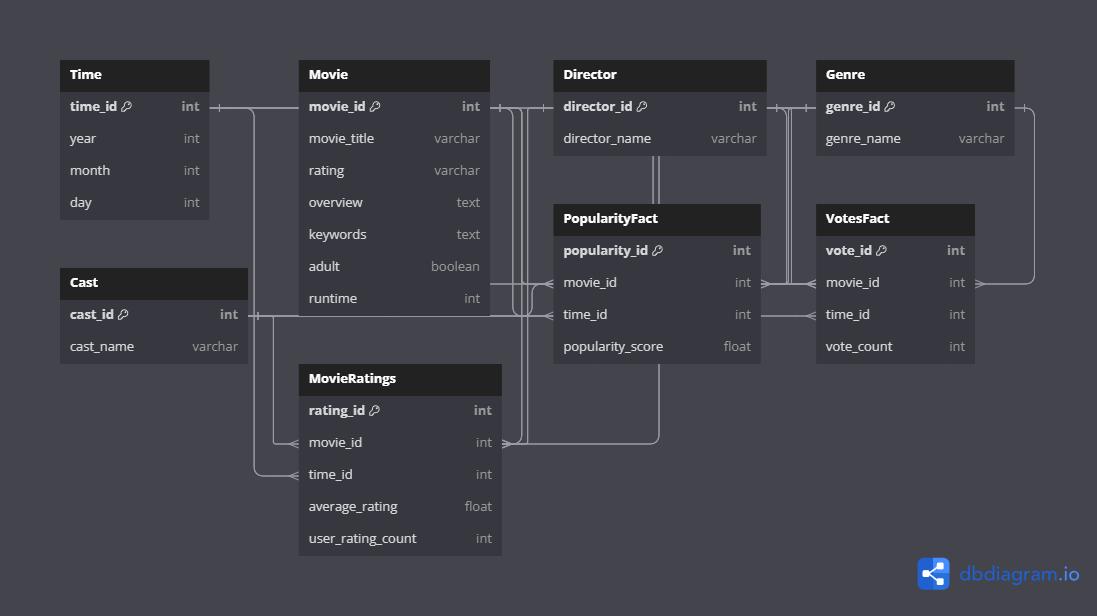 Time
time_id int
year int
month int
day int
Movie
movie_id int
movie_title varchar
rating varchar
overview text
keywords text
adult boolean
runtime int
Director
director_id int
director_name varchar
Genre
genre_id int
genre_name varchar
Cast
cast_id int
cast_name varchar
PopularityFact
popularity_id int
movie_id int
time_id int
popularity_score float
VotesFact
vote_id int
movie_id int
time_id int
vote_count int
MovieRatings
rating_id int
movie_id int
time_id int
average_rating float
user_rating_count int
dbdiagram.io